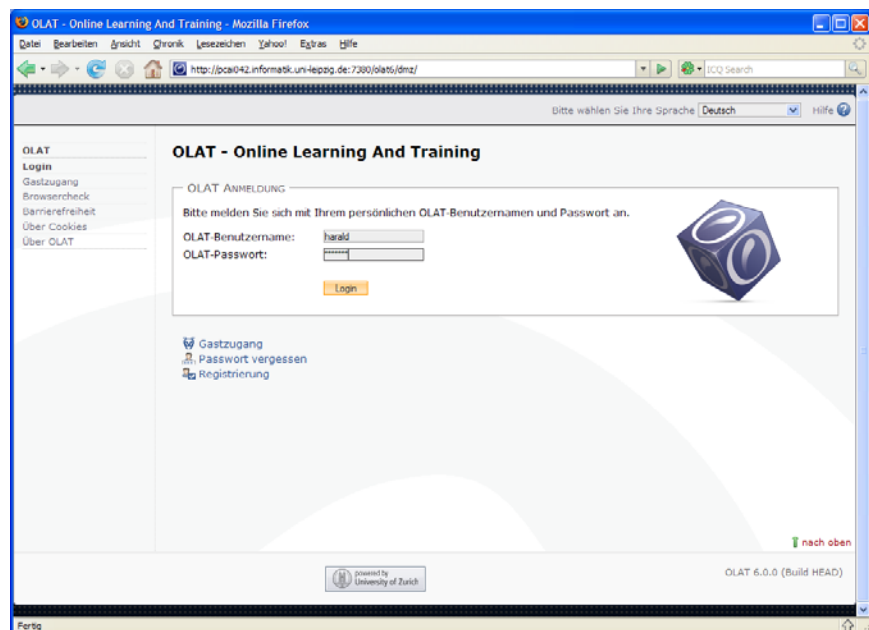 OLAT - Online Learning And Training - Mozilla Firefox
Datei Bearbeiten Ansicht Chronik Lesezeichen Yahoo! Extras Hilfe
http://pcai042.informatik.uni-leipzig.de:7380/olat6/dmz/ ICQ Search
Bitte wählen Sie Ihre Sprache Deutsch Hilfe
OLAT
Login
Gastzugang
Browsercheck
Barrierefreiheit
Über Cookies
Über OLAT
OLAT - Online Learning And Training
OLAT ANMELDUNG
Bitte melden Sie sich mit Ihrem persönlichen OLAT-Benutzernamen und Passwort an.
OLAT-Benutzername: harald
OLAT-Passwort: *******
Login
Gastzugang
Passwort vergessen
Registrierung
nach oben
powered by
University of Zurich
OLAT 6.0.0 (Build HEAD)
Fertig